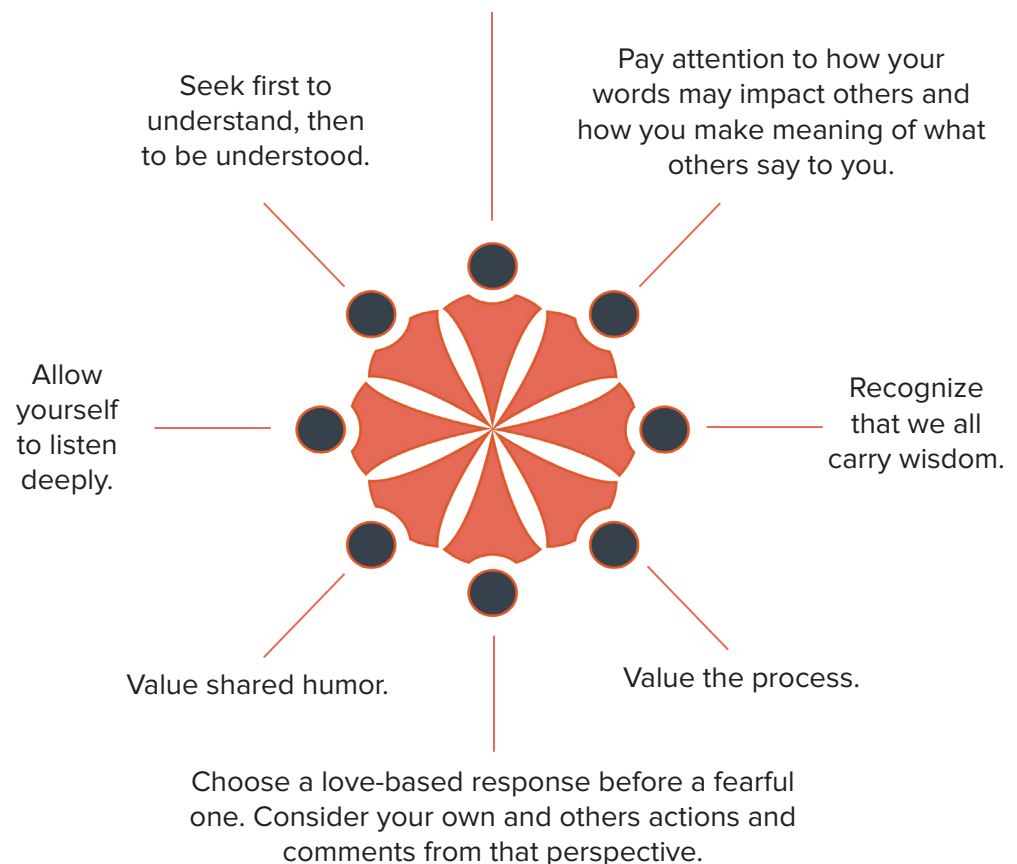 Seek first to
understand, then
to be understood.
Pay attention to how your
words may impact others and
how you make meaning of what
others say to you.
Allow
yourself
to listen
deeply.
Recognize
that we all
carry wisdom.
Value shared humor.
Value the process.
Choose a love-based response before a fearful
one. Consider your own and others actions and
comments from that perspective.